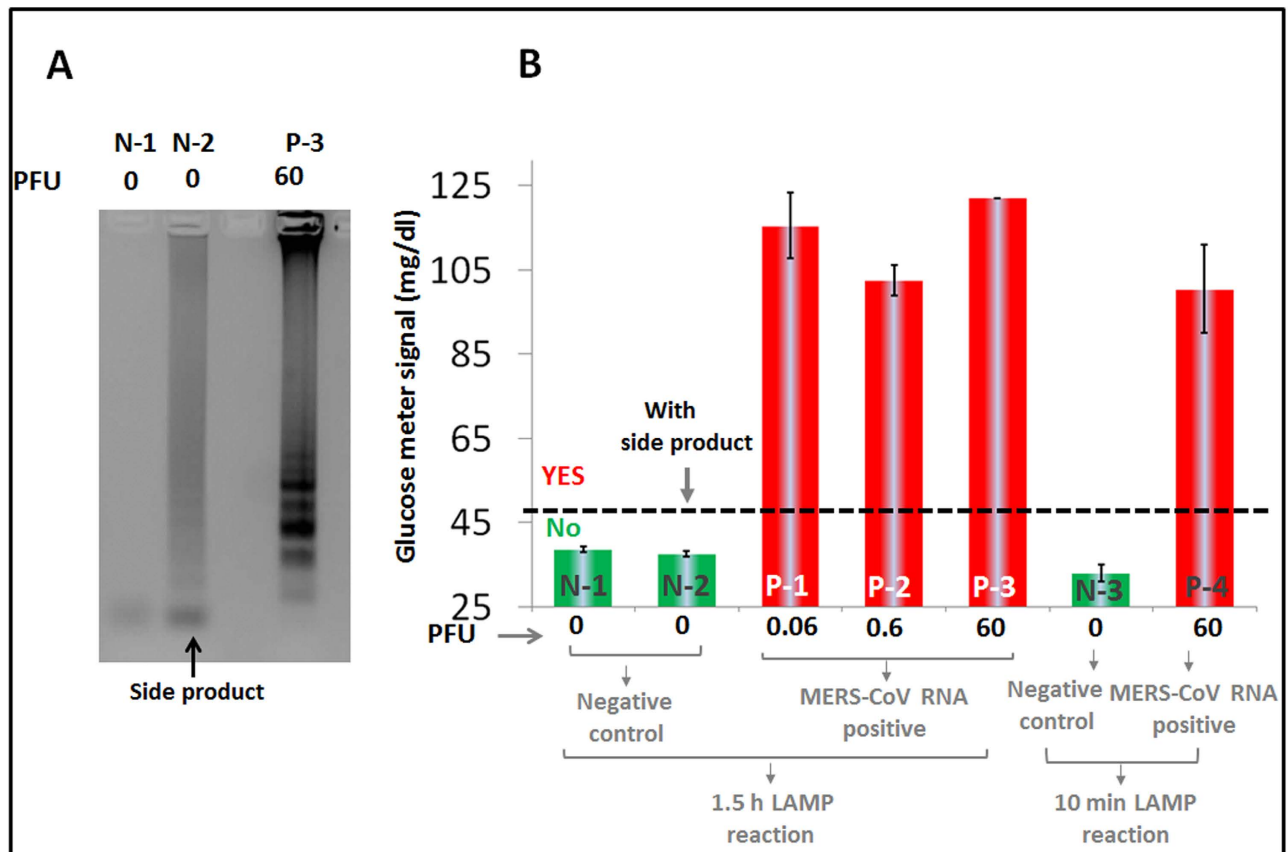 A
N-1 N-2 P-3
PFU 0 0 60
Side product
B
Glucose meter signal (mg/dl)
125
105
85
65
45
25
With
side product
YES
No
N-1 N-2 P-1 P-2 P-3 N-3 P-4
PFU 0 0 0.06 0.6 60 0 60
Negative
control
MERS-CoV RNA
positive
Negative
control
MERS-CoV RNA
positive
1.5 h LAMP
reaction
10 min LAMP
reaction